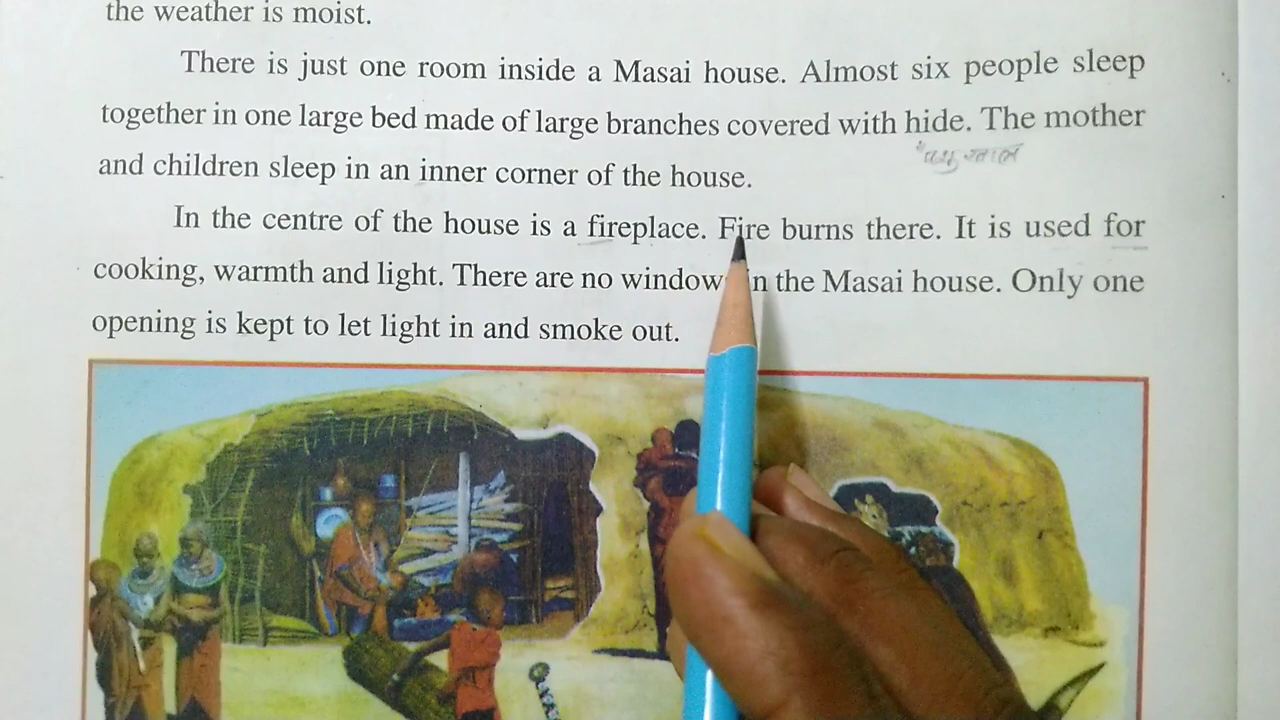 the weather is moist.
There is just one room inside a Masai house. Almost six people sleep
together in one large bed made of large branches covered with hide. The mother
and children sleep in an inner corner of the house.
In the centre of the house is a fireplace. Fire burns there. It is used for
cooking, warmth and light. There are no window in the Masai house. Only one
opening is kept to let light in and smoke out.